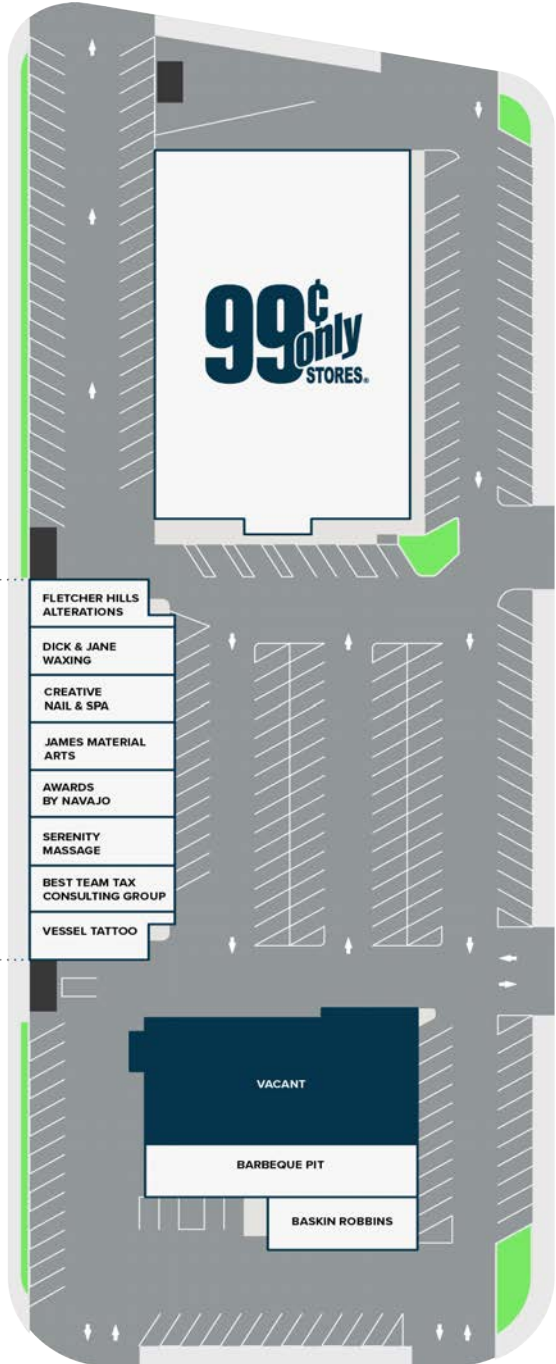 99¢ only
STORES®
FLETCHER HILLS
ALTERATIONS
DICK & JANE
WAXING
CREATIVE
NAIL & SPA
JAMES MATERIAL
ARTS
AWARDS
BY NAVAJO
SERENITY
MASSAGE
BEST TEAM TAX
CONSULTING GROUP
VESSEL TATTOO
VACANT
BARBEQUE PIT
BASKIN ROBBINS